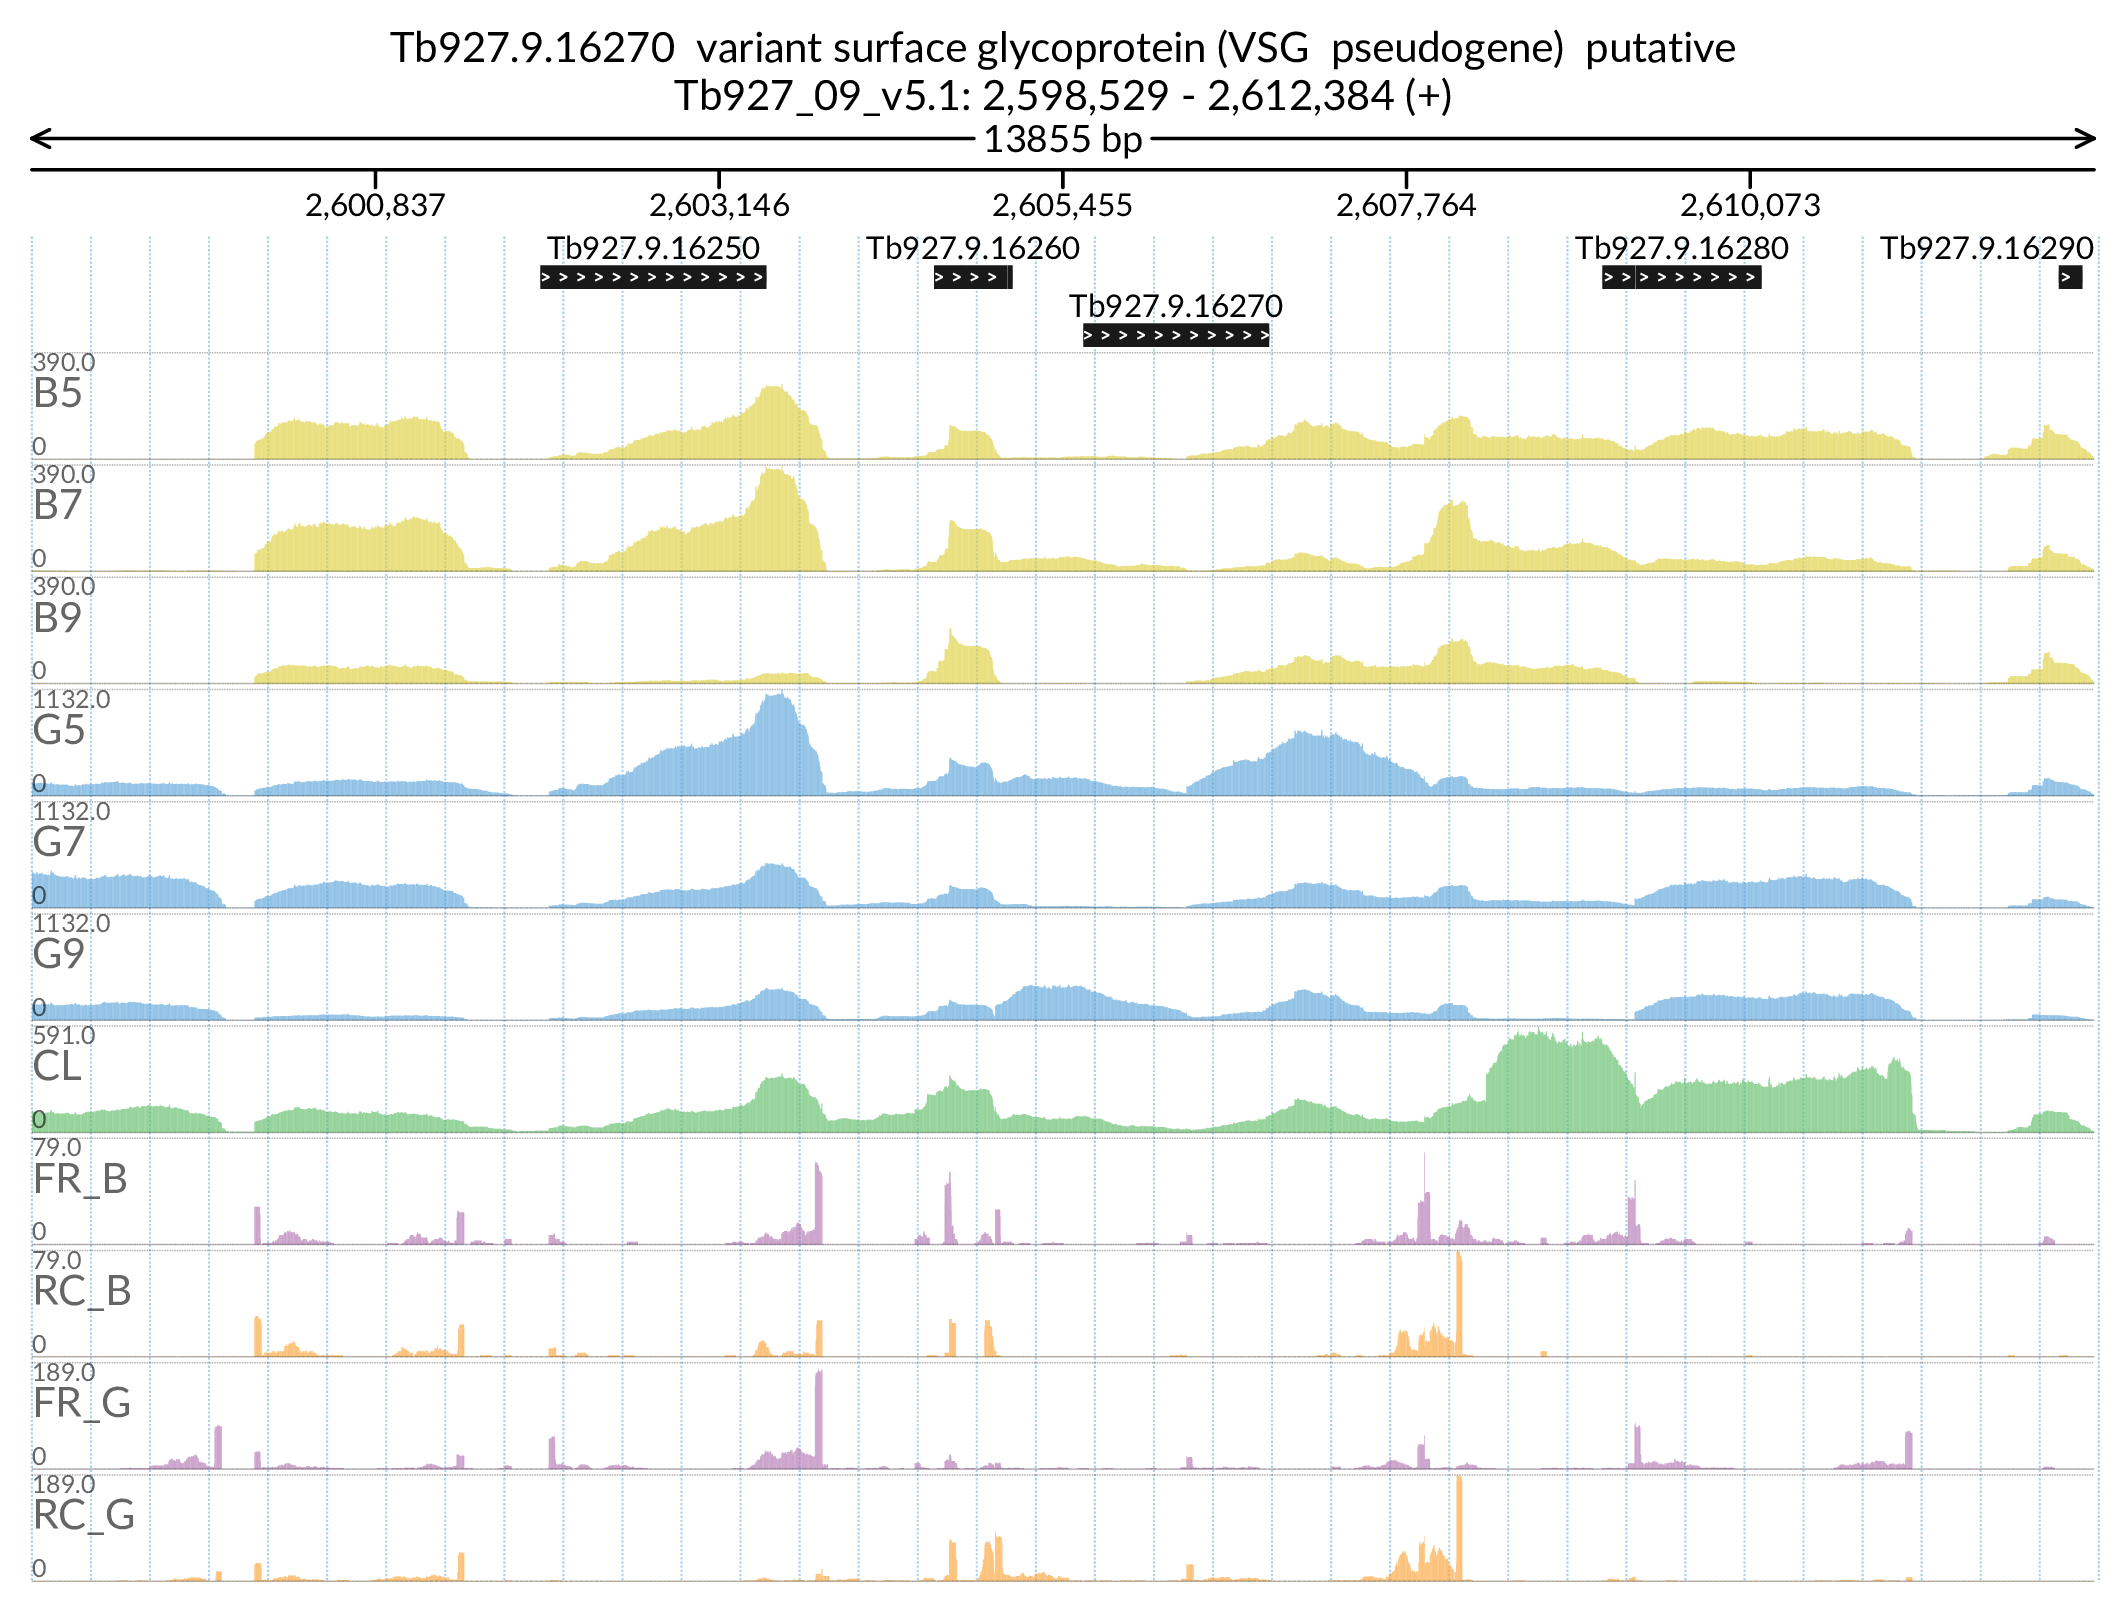 Tb927.9.16270 variant surface glycoprotein (VSG pseudogene) putative
Tb927_09_v5.1: 2,598,529 - 2,612,384 (+)
13855 bp
2,600,837 2,603,146 2,605,455 2,607,764 2,610,073
Tb927.9.16250 Tb927.9.16260 Tb927.9.16280 Tb927.9.16290
Tb927.9.16270
390.0
B5
0
390.0
B7
0
390.0
B9
0
1132.0
G5
0
1132.0
G7
0
1132.0
G9
0
591.0
CL
0
79.0
FR_B
0
79.0
RC_B
0
189.0
FR_G
0
189.0
RC_G
0